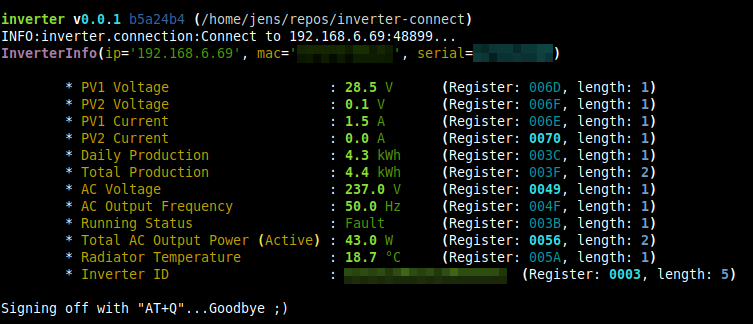 inverter v0.0.1 b5a24b4 (/home/jens/repos/inverter-connect)
INFO:inverter.connection:Connect to 192.168.6.69:48899...
InverterInfo(ip='192.168.6.69', mac='', serial=)
* PV1 Voltage : 28.5 V (Register: 006D, length: 1)
* PV2 Voltage : 0.1 V (Register: 006F, length: 1)
* PV1 Current : 1.5 A (Register: 006E, length: 1)
* PV2 Current : 0.0 A (Register: 0070, length: 1)
* Daily Production : 4.3 kWh (Register: 003C, length: 1)
* Total Production : 4.4 kWh (Register: 003F, length: 2)
* AC Voltage : 237.0 V (Register: 0049, length: 1)
* AC Output Frequency : 50.0 Hz (Register: 004F, length: 1)
* Running Status : Fault (Register: 003B, length: 1)
* Total AC Output Power (Active) : 43.0 W (Register: 0056, length: 2)
* Radiator Temperature : 18.7 °C (Register: 005A, length: 1)
* Inverter ID : (Register: 0003, length: 5)
Signing off with "AT+Q"...Goodbye ;)